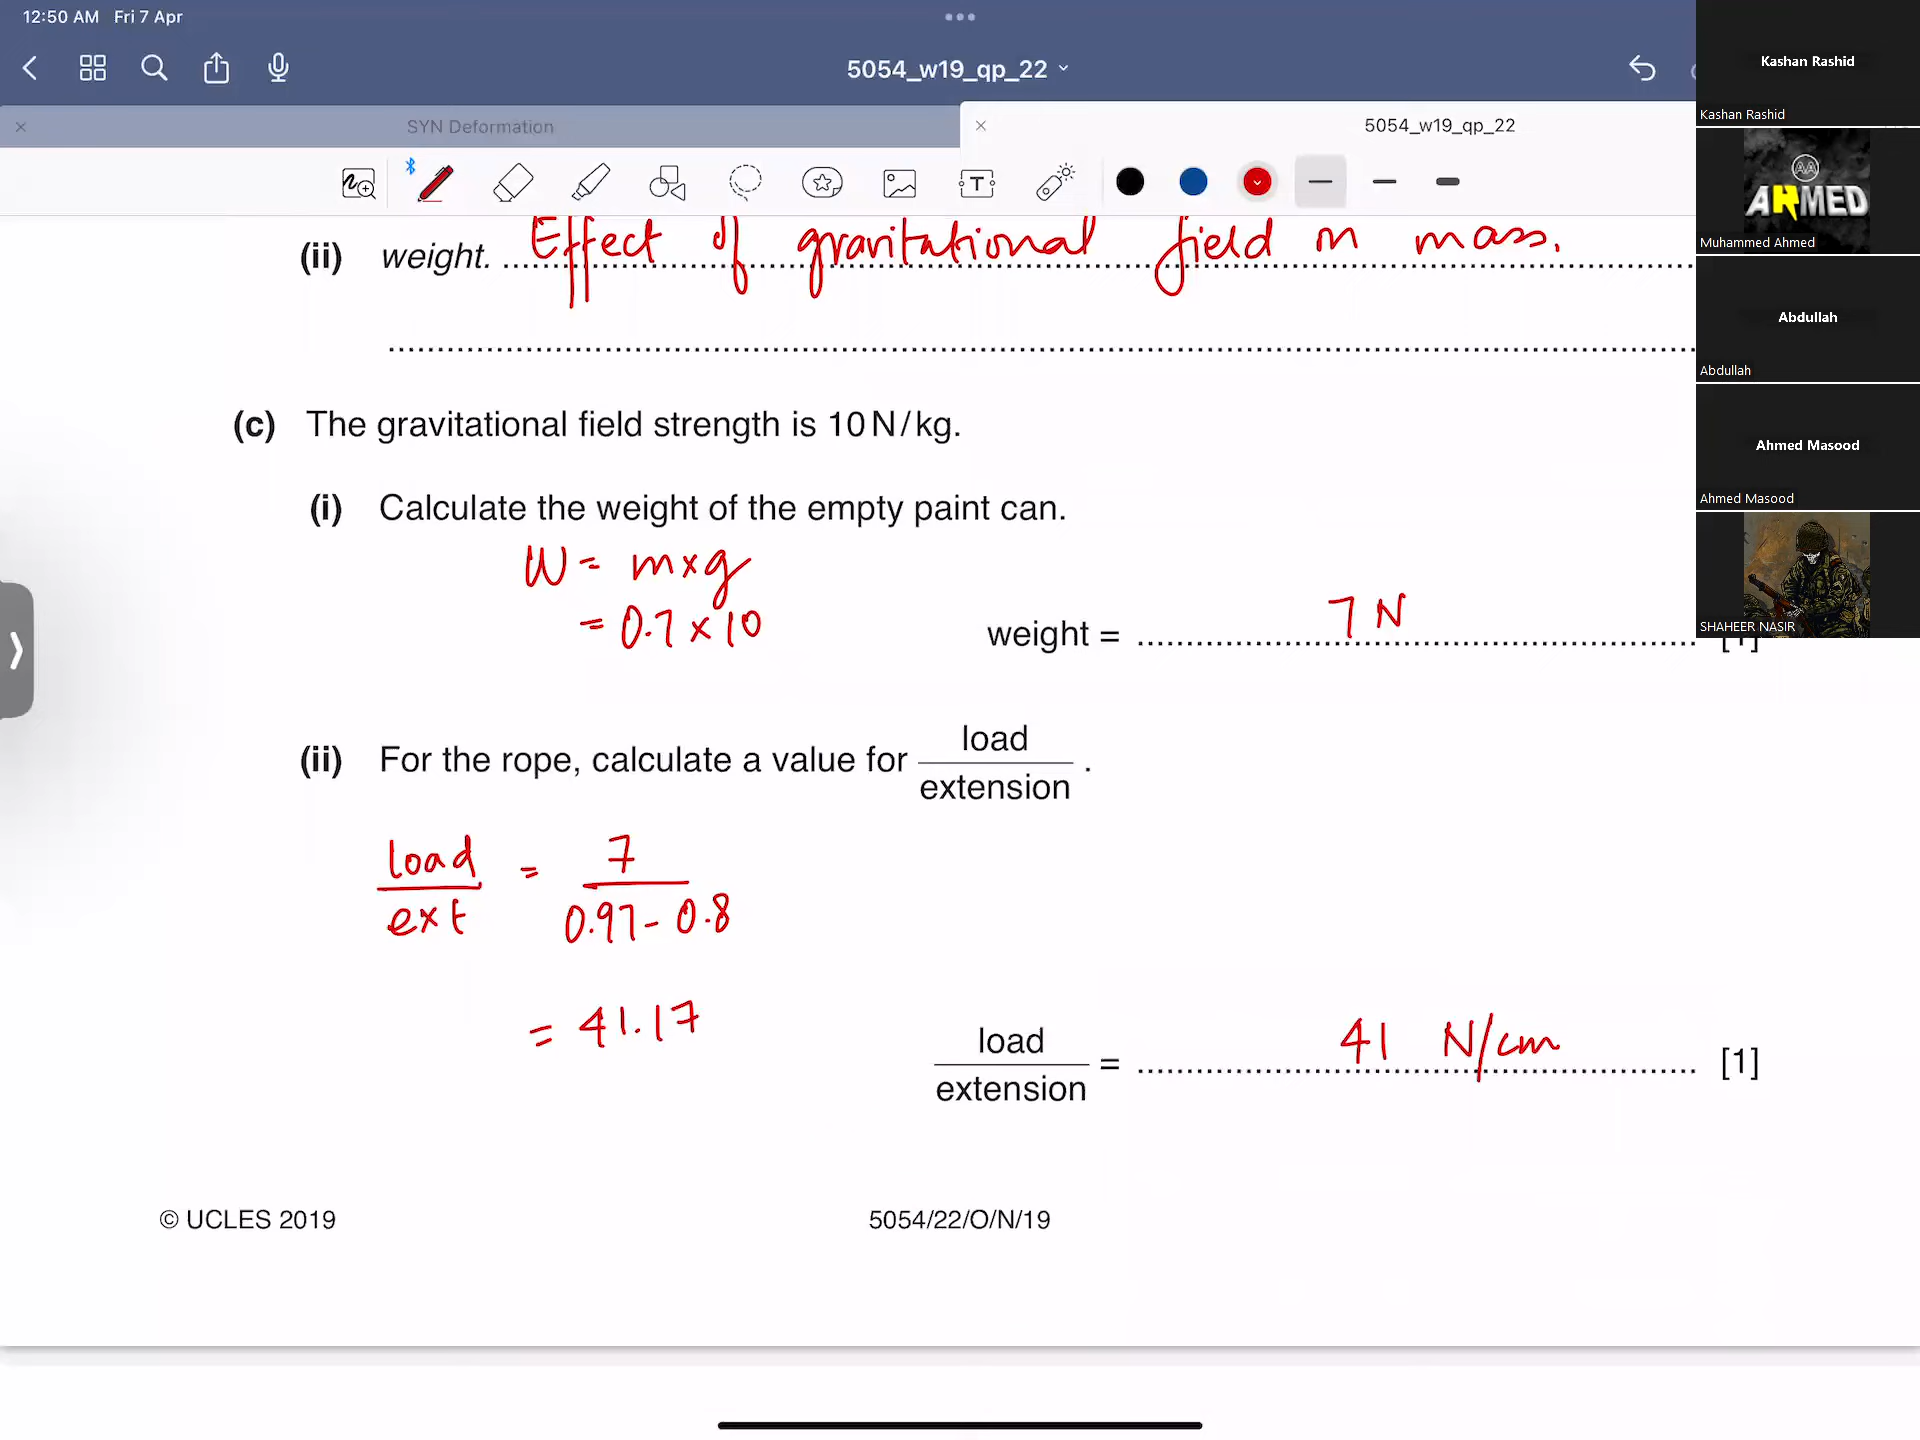 12:50 AM Fri 7 Apr
5054_w19_qp_22
SYN Deformation
5054_w19_qp_22
(ii) weight. Effect of gravitational field on mass.
(c) The gravitational field strength is 10 N/kg.
(i) Calculate the weight of the empty paint can.
W = m×g
= 0.7 × 10
weight = 7 N [1]
(ii) For the rope, calculate a value for load/extension .
load/ext = 7/0.97-0.8
= 41.17
load/extension = 41 N/cm [1]
© UCLES 2019
5054/22/O/N/19
Kashan Rashid
Kashan Rashid
AA
AHMED
Muhammed Ahmed
Abdullah
Abdullah
Ahmed Masood
Ahmed Masood
SHAHEER NASIR